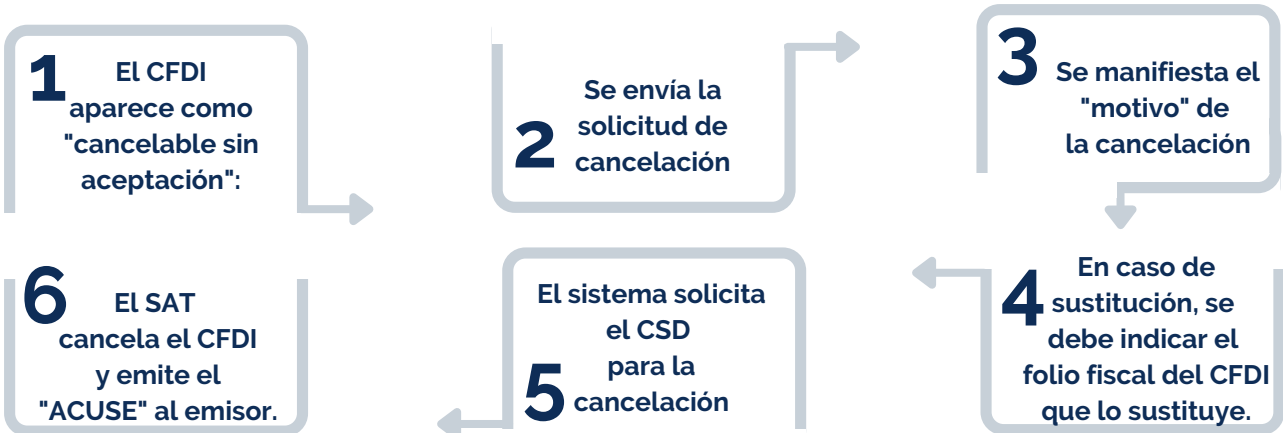 1
El CFDI
aparece como
"cancelable sin
aceptación":
2
Se envía la
solicitud de
cancelación
3
Se manifiesta el
"motivo" de
la cancelación
4
En caso de
sustitución, se
debe indicar el
folio fiscal del CFDI
que lo sustituye.
5
El sistema solicita
el CSD
para la
cancelación
6
El SAT
cancela el CFDI
y emite el
"ACUSE" al emisor.